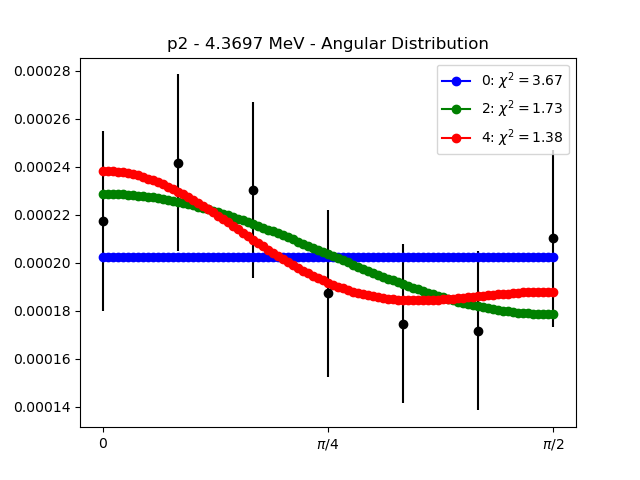 p2 - 4.3697 MeV - Angular Distribution
0.00028
0.00026
0.00024
0.00022
0.00020
0.00018
0.00016
0.00014
0: χ² = 3.67
2: χ² = 1.73
4: χ² = 1.38
0
π/4
π/2